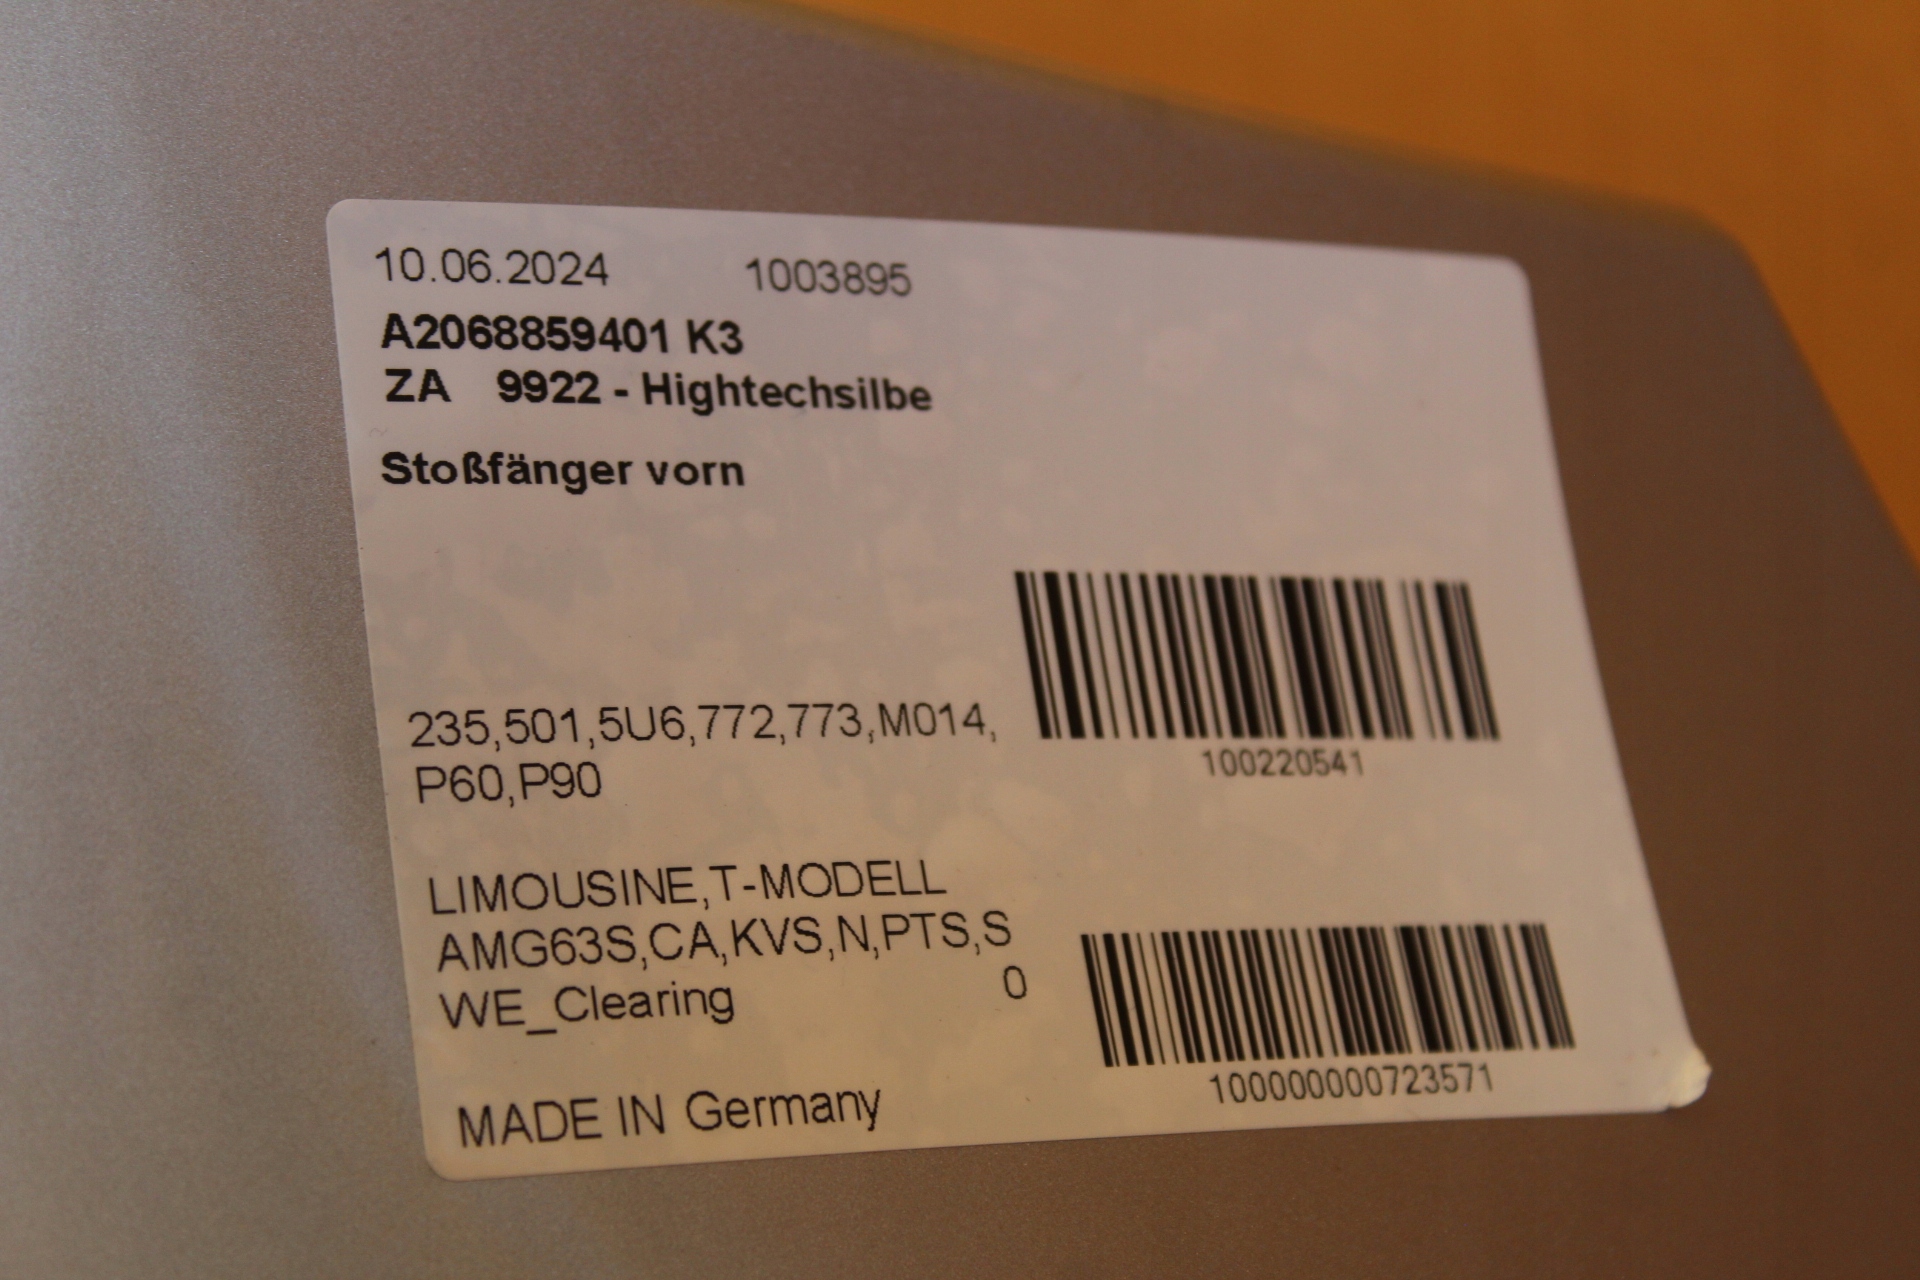 10.06.2024 1003895
A2068859401 K3
ZA 9922 - Hightechsilbe
Stoßfänger vorn
235,501,5U6,772,773,M014,
P60,P90
100220541
LIMOUSINE,T-MODELL
AMG63S,CA,KVS,N,PTS,S
WE_Clearing 0
100000000723571
MADE IN Germany